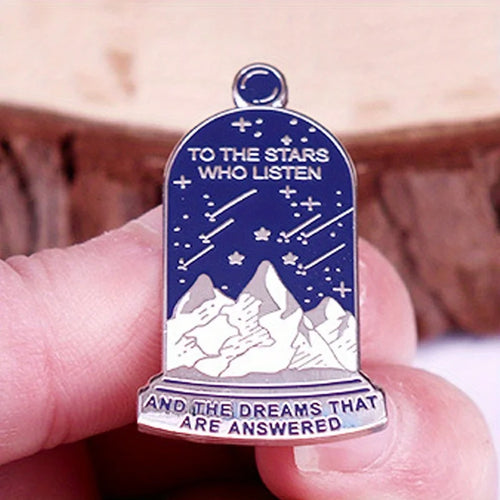 TO THE STARS
WHO LISTEN
AND THE DREAMS THAT
ARE ANSWERED